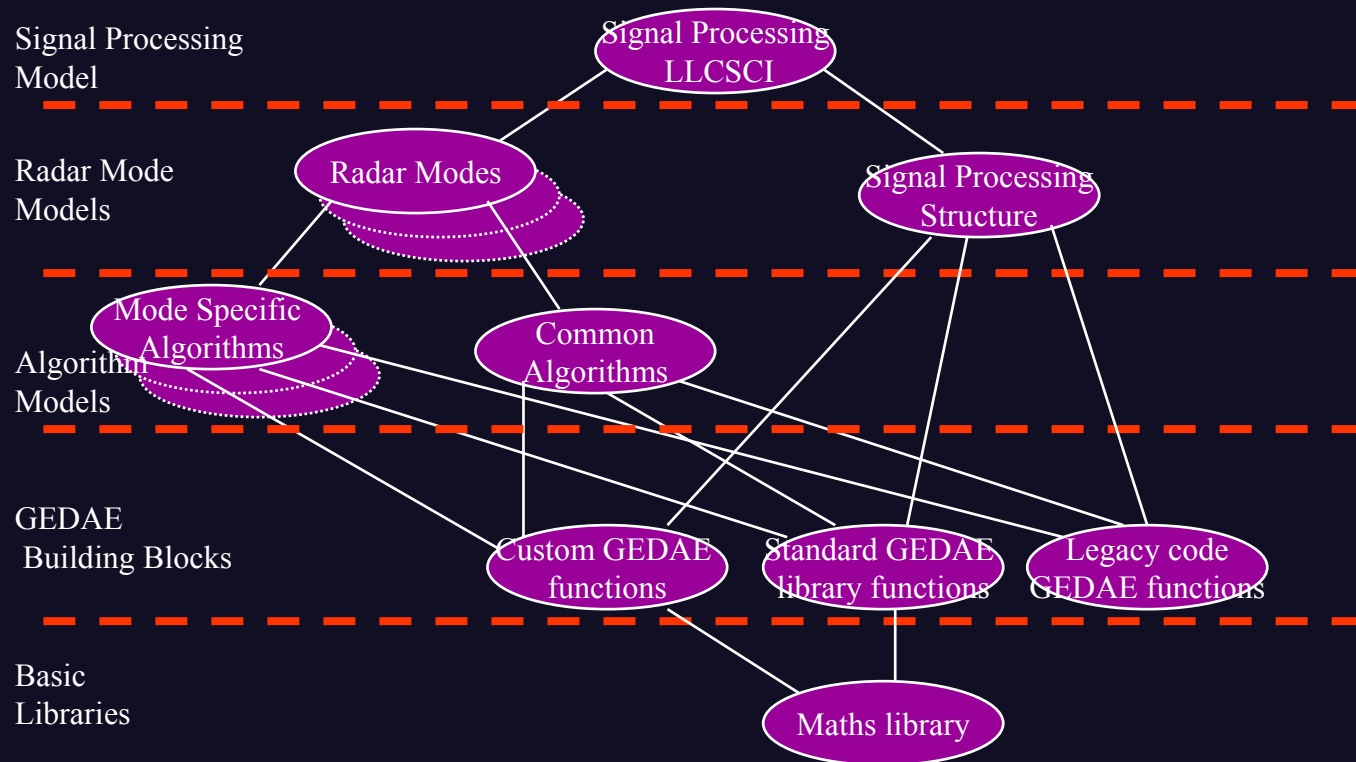 Signal Processing
Model
Signal Processing
LLCSCI
Radar Mode
Models
Radar Modes
Signal Processing
Structure
Algorithm
Models
Mode Specific
Algorithms
Common
Algorithms
GEDAE
Building Blocks
Custom GEDAE
functions
Standard GEDAE
library functions
Legacy code
GEDAE functions
Basic
Libraries
Maths library